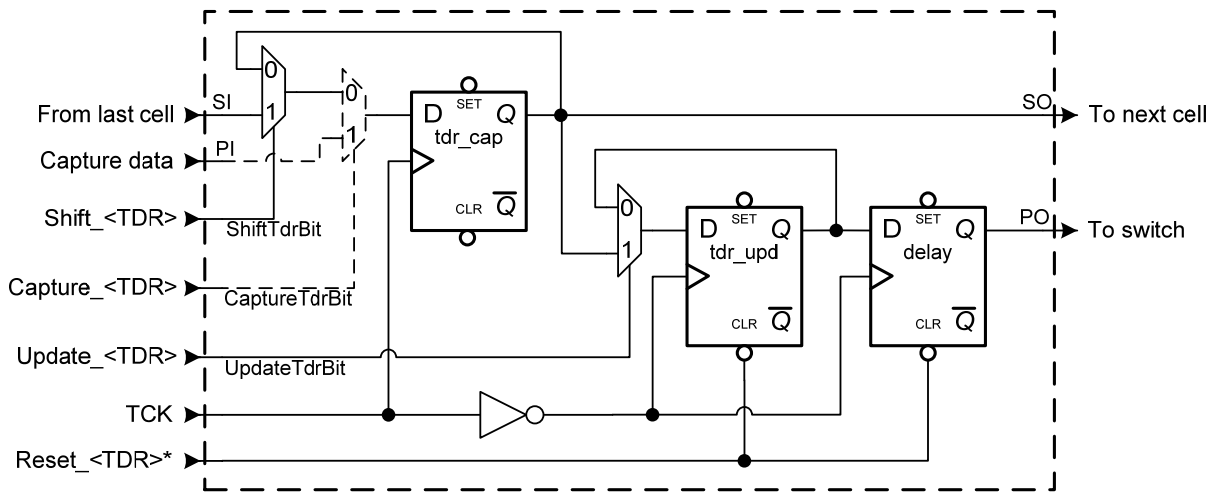 From last cell
SI
0
1
0
1
SET
D
Q
tdr_cap
CLR
Q
SO
To next cell
Capture data
PI
Shift_<TDR>
ShiftTdrBit
0
1
SET
D
Q
tdr_upd
CLR
Q
SET
D
Q
delay
CLR
Q
PO
To switch
Capture_<TDR>
CaptureTdrBit
Update_<TDR>
UpdateTdrBit
TCK
Reset_<TDR>*